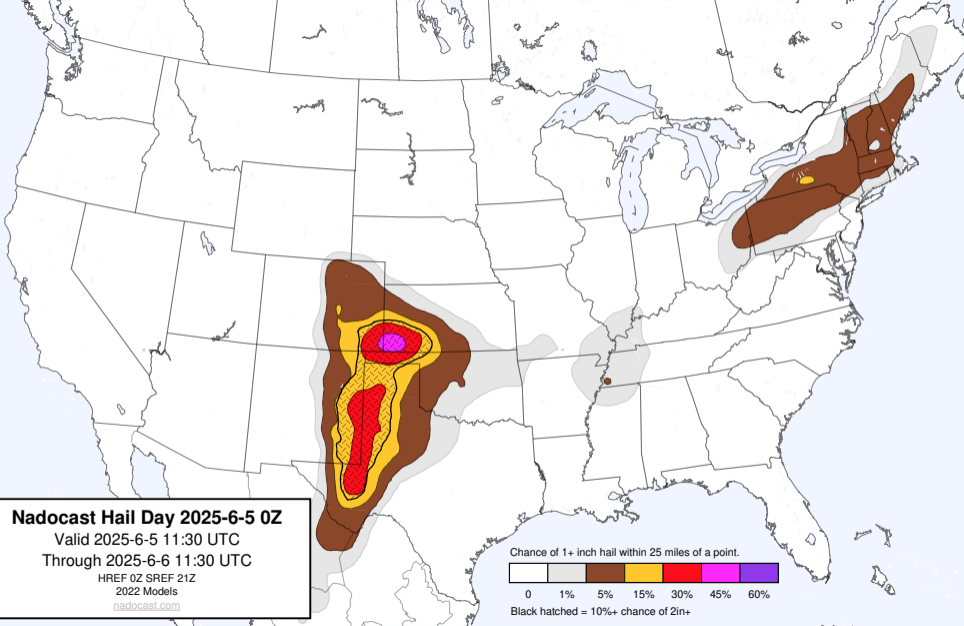 Nadocast Hail Day 2025-6-5 0Z
Valid 2025-6-5 11:30 UTC
Through 2025-6-6 11:30 UTC
HREF 0Z SREF 21Z
2022 Models
nadocast.com
Chance of 1+ inch hail within 25 miles of a point.
0 1% 5% 15% 30% 45% 60%
Black hatched = 10%+ chance of 2in+